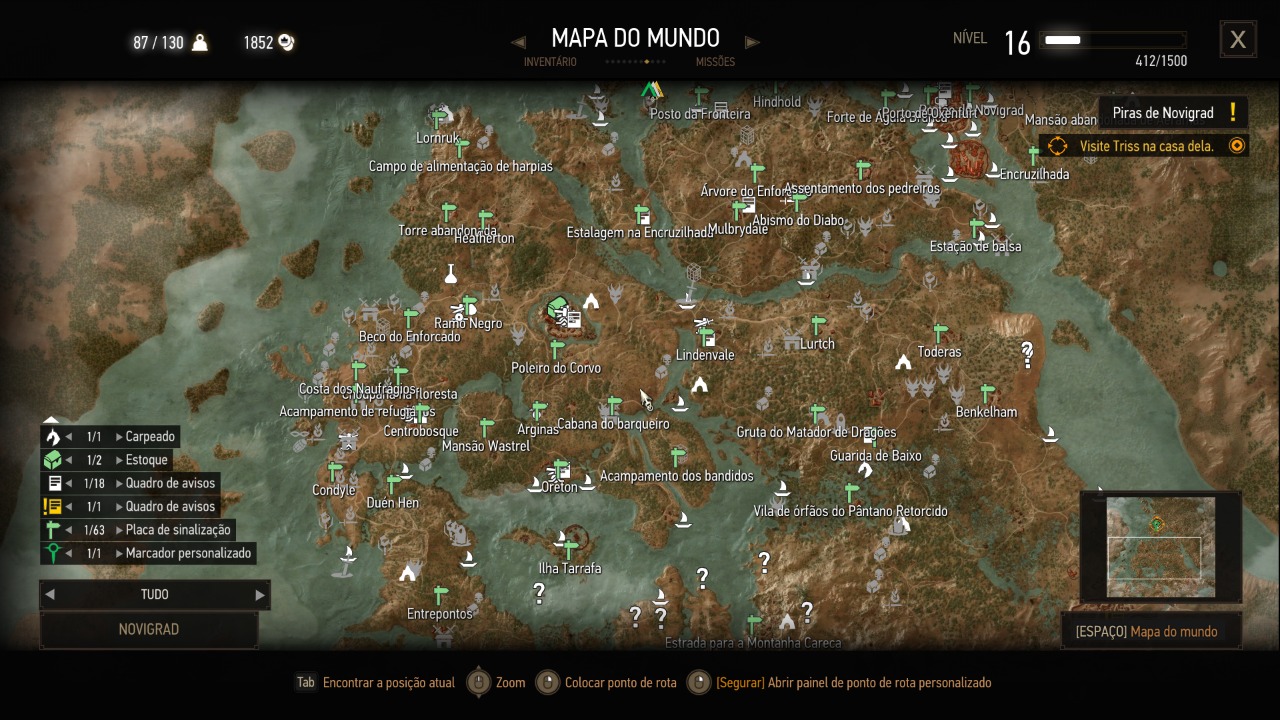 87 / 130
1852
MAPA DO MUNDO
INVENTÁRIO
MISSÕES
NÍVEL 16
412/1500
X
Piras de Novigrad
Visite Triss na casa dela.
Hindhold
Posto da Fronteira
Forte de Água
Novigrad
Mansão aban
Lornruk
Campo de alimentação de harpias
Encruzilhada
Árvore do Enfor
Assentamento dos pedreiros
Torre abandonada
Heatherton
Estalagem na Encruzilhada
Mulbrydale
Abismo do Diabo
Estação de balsa
Ramo Negro
Beco do Enforcado
Lindenvale
Lurtch
Toderas
Poleiro do Corvo
Costa dos Naufrágios
floresta
Acampamento de refugiados
Centrobosque
Mansão Wastrel
Arginas
Cabana do barqueiro
Benkelham
Gruta do Matador de Dragões
Guarida de Baixo
Acampamento dos bandidos
Condyle
Duén Hen
Oreton
Vila de órfãos do Pântano Retorcido
Ilha Tarrafa
Entrepontos
Estrada para a Montanha Careca
1/1 Carpeado
1/2 Estoque
1/18 Quadro de avisos
1/1 Quadro de avisos
1/63 Placa de sinalização
1/1 Marcador personalizado
TUDO
NOVIGRAD
[ESPAÇO] Mapa do mundo
Tab Encontrar a posição atual Zoom Colocar ponto de rota [Segurar] Abrir painel de ponto de rota personalizado